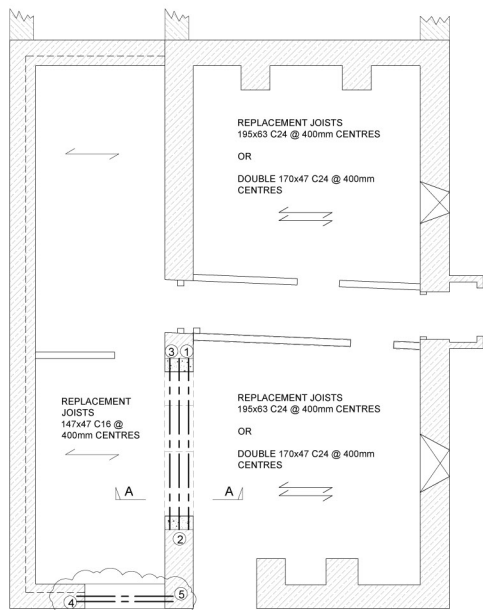 REPLACEMENT JOISTS
195x63 C24 @ 400mm CENTRES
OR
DOUBLE 170x47 C24 @ 400mm
CENTRES
3
1
REPLACEMENT
JOISTS
147x47 C16 @
400mm CENTRES
REPLACEMENT JOISTS
195x63 C24 @ 400mm CENTRES
OR
DOUBLE 170x47 C24 @ 400mm
CENTRES
A
A
2
4
5